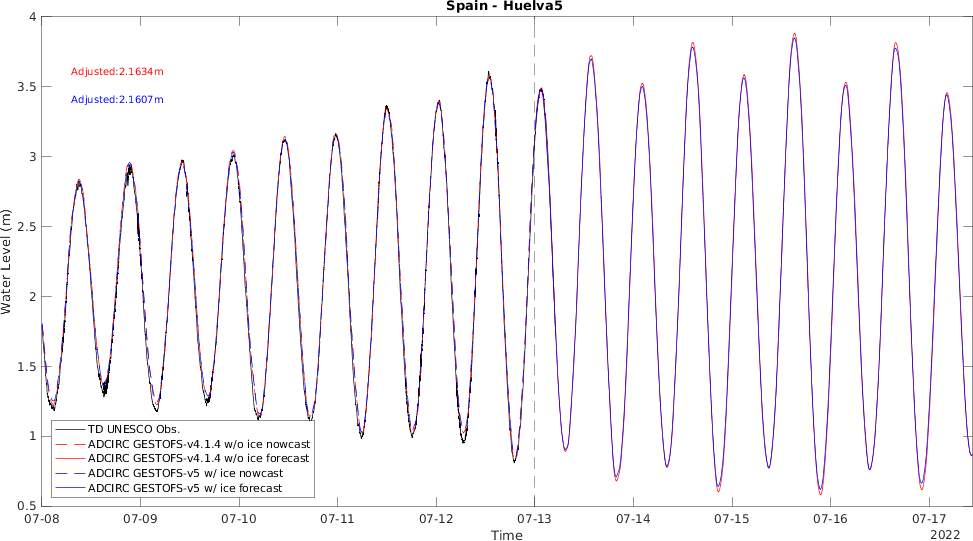 Spain - Huelva5
Adjusted:2.1634m
Adjusted:2.1607m
Water Level (m)
4
3.5
3
2.5
2
1.5
1
0.5
TD UNESCO Obs.
ADCIRC GESTOFS-v4.1.4 w/o ice nowcast
ADCIRC GESTOFS-v4.1.4 w/o ice forecast
ADCIRC GESTOFS-v5 w/ ice nowcast
ADCIRC GESTOFS-v5 w/ ice forecast
07-08 07-09 07-10 07-11 07-12 07-13 07-14 07-15 07-16 07-17
2022
Time